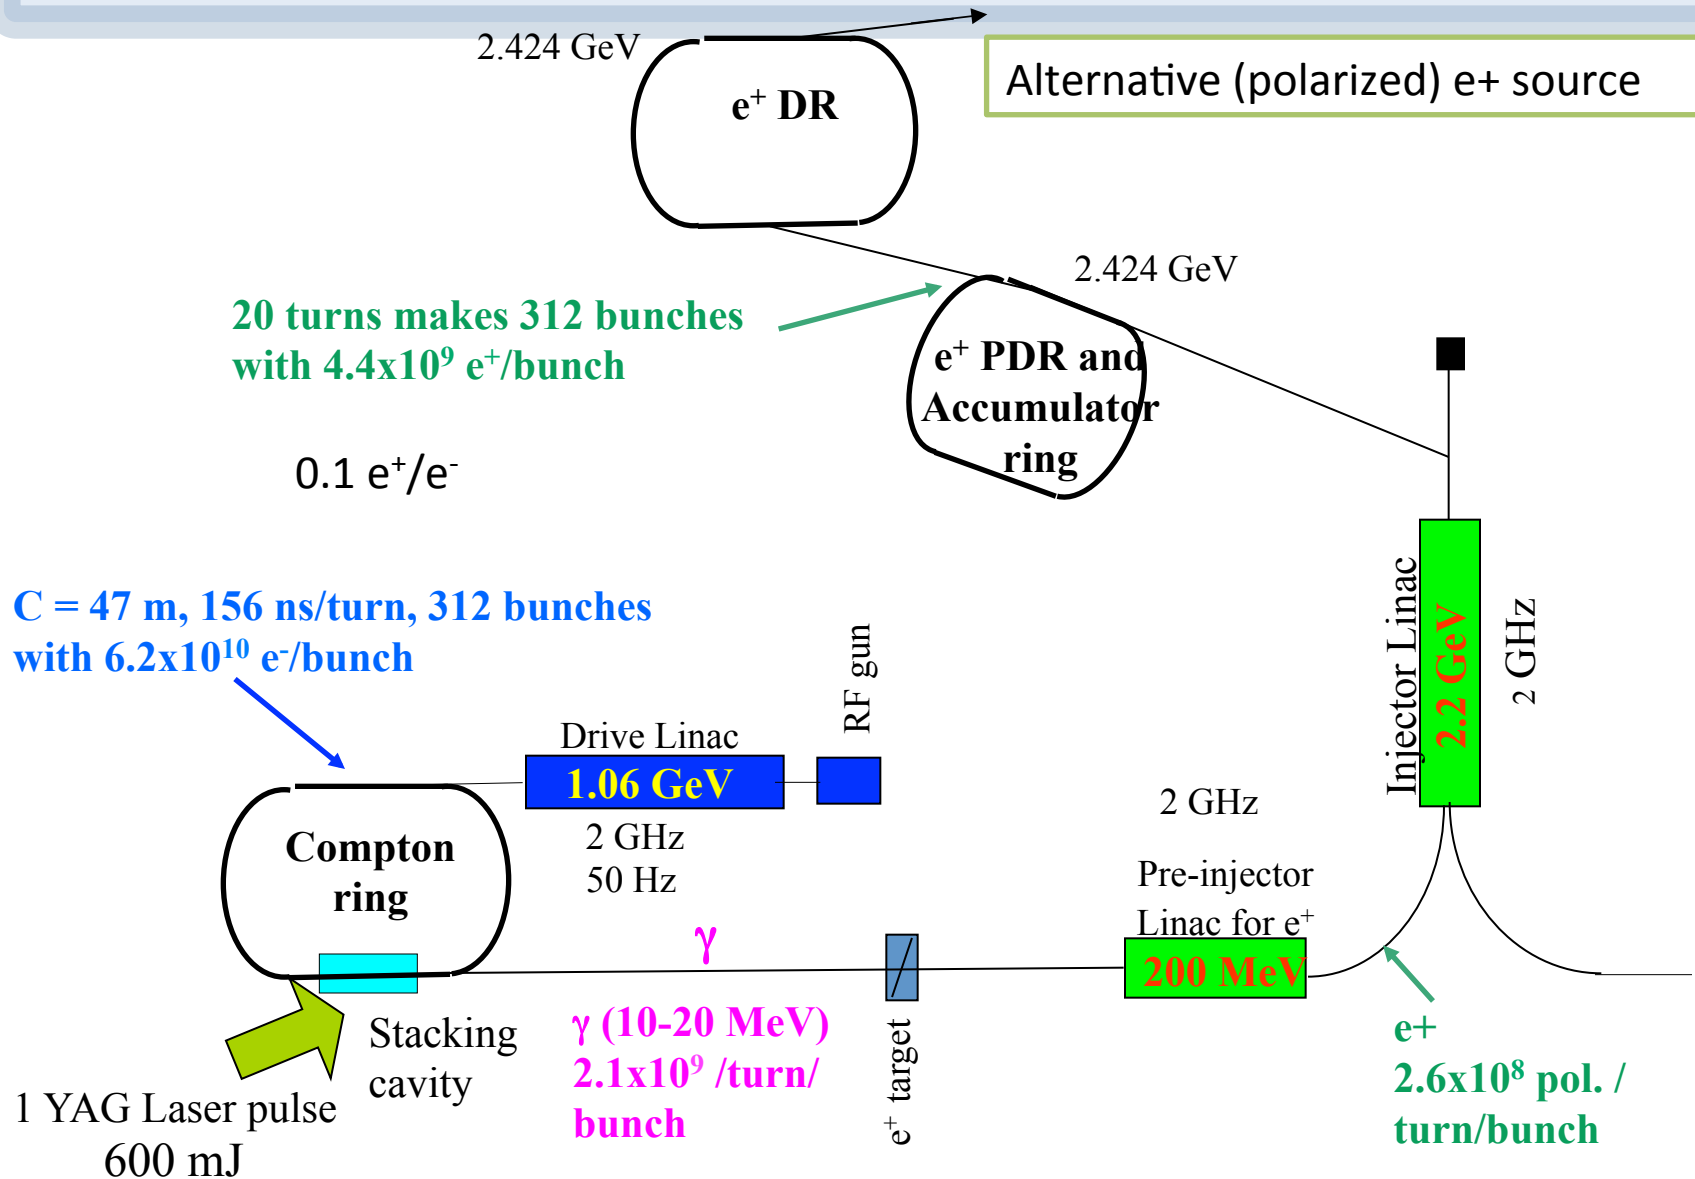 2.424 GeV
Alternative (polarized) e+ source
e⁺ DR
2.424 GeV
20 turns makes 312 bunches
with 4.4x10⁹ e⁺/bunch
e⁺ PDR and
Accumulator
ring
0.1 e⁺/e⁻
C = 47 m, 156 ns/turn, 312 bunches
with 6.2x10¹⁰ e⁻/bunch
RF gun
Injector Linac
2.2 GeV
2 GHz
Drive Linac
1.06 GeV
2 GHz
50 Hz
Compton
ring
2 GHz
Pre-injector
Linac for e⁺
200 MeV
γ
γ (10-20 MeV)
2.1x10⁹ /turn/
bunch
e⁺ target
Stacking
cavity
1 YAG Laser pulse
600 mJ
e+
2.6x10⁸ pol. /
turn/bunch